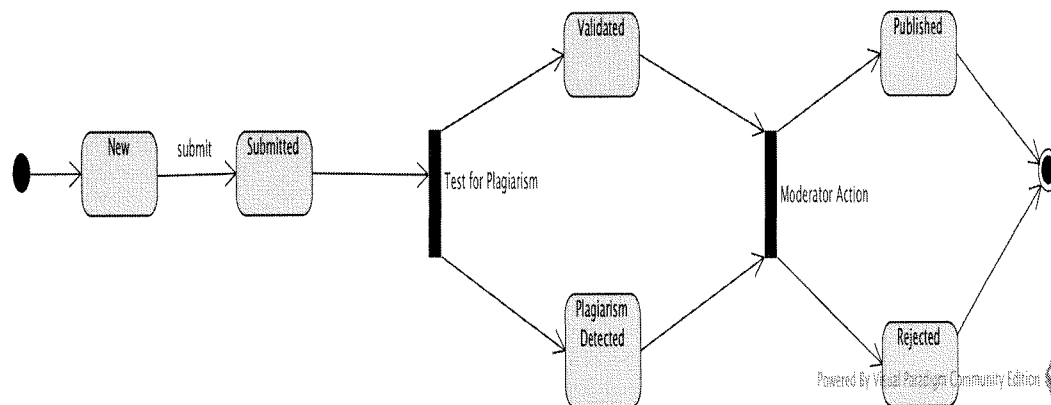 New
submit
Submitted
Test for Plagiarism
Validated
Plagiarism
Detected
Moderator Action
Published
Rejected
Powered By Visual Paradigm Community Edition